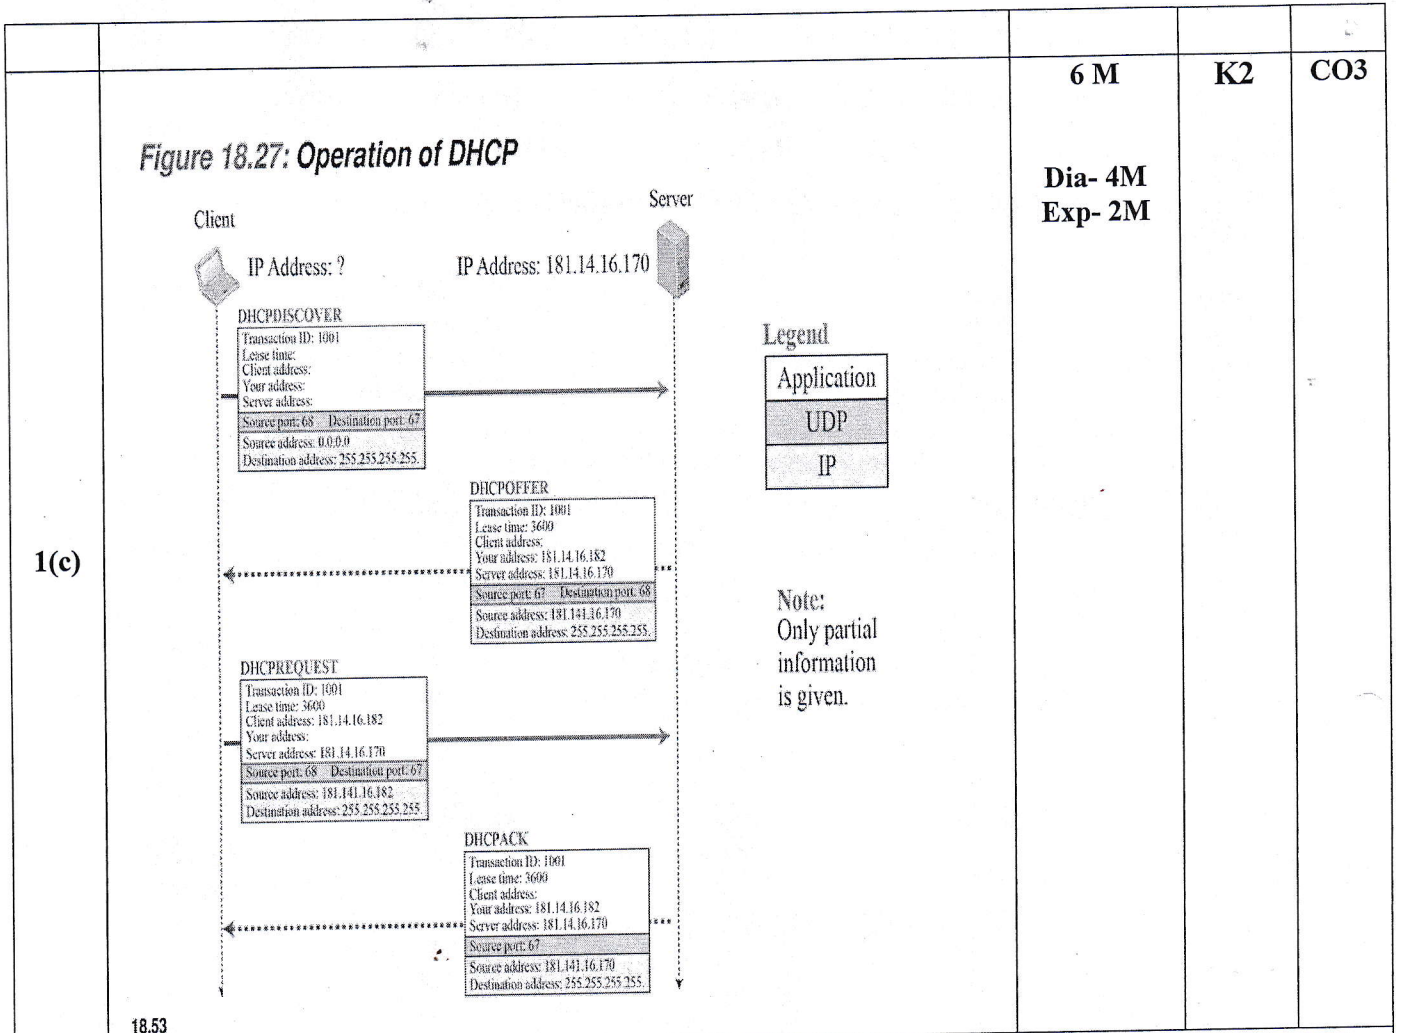 6 M K2 CO3
Figure 18.27: Operation of DHCP
Dia- 4M
Exp- 2M
Client
Server
IP Address: ?
IP Address: 181.14.16.170
DHCPDISCOVER
Transaction ID: 1001
Lease time:
Client address:
Your address:
Server address:
Source port: 68 Destination port: 67
Source address: 0.0.0.0
Destination address: 255.255.255.255.
Legend
Application
UDP
IP
DHCPOFFER
Transaction ID: 1001
Lease time: 3600
Client address:
Your address: 181.14.16.182
Server address: 181.14.16.170
Source port: 67 Destination port: 68
Source address: 181.141.16.170
Destination address: 255.255.255.255.
1(c)
Note:
Only partial
information
is given.
DHCPREQUEST
Transaction ID: 1001
Lease time: 3600
Client address: 181.14.16.182
Your address:
Server address: 181.14.16.170
Source port: 68 Destination port: 67
Source address: 181.141.16.182
Destination address: 255.255.255.255.
DHCPACK
Transaction ID: 1001
Lease time: 3600
Client address:
Your address: 181.14.16.182
Server address: 181.14.16.170
Source port: 67
Source address: 181.141.16.170
Destination address: 255.255.255.255.
18.53